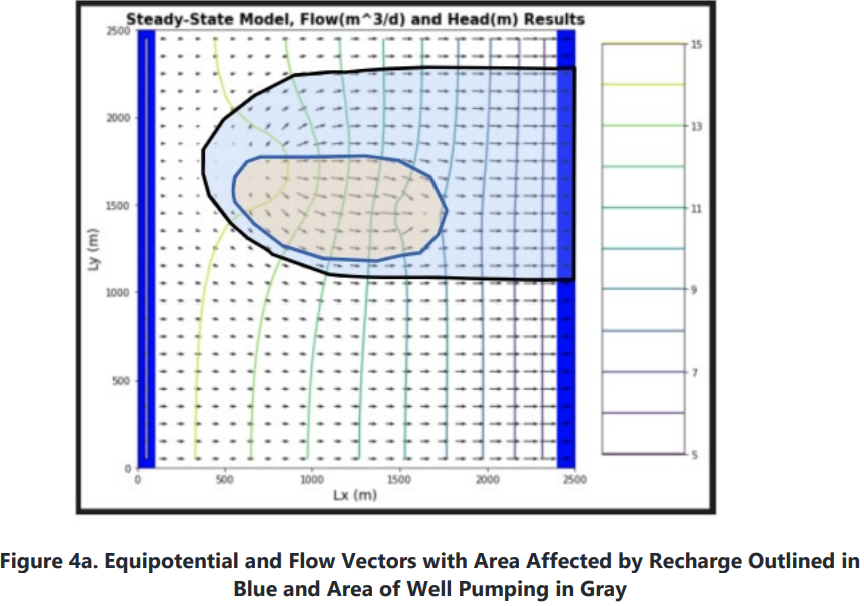 Steady-State Model, Flow(m^3/d) and Head(m) Results
2500
2000
1500
1000
500
0
Ly (m)
0 500 1000 1500 2000 2500
Lx (m)
15
13
11
9
7
5
Figure 4a. Equipotential and Flow Vectors with Area Affected by Recharge Outlined in
Blue and Area of Well Pumping in Gray